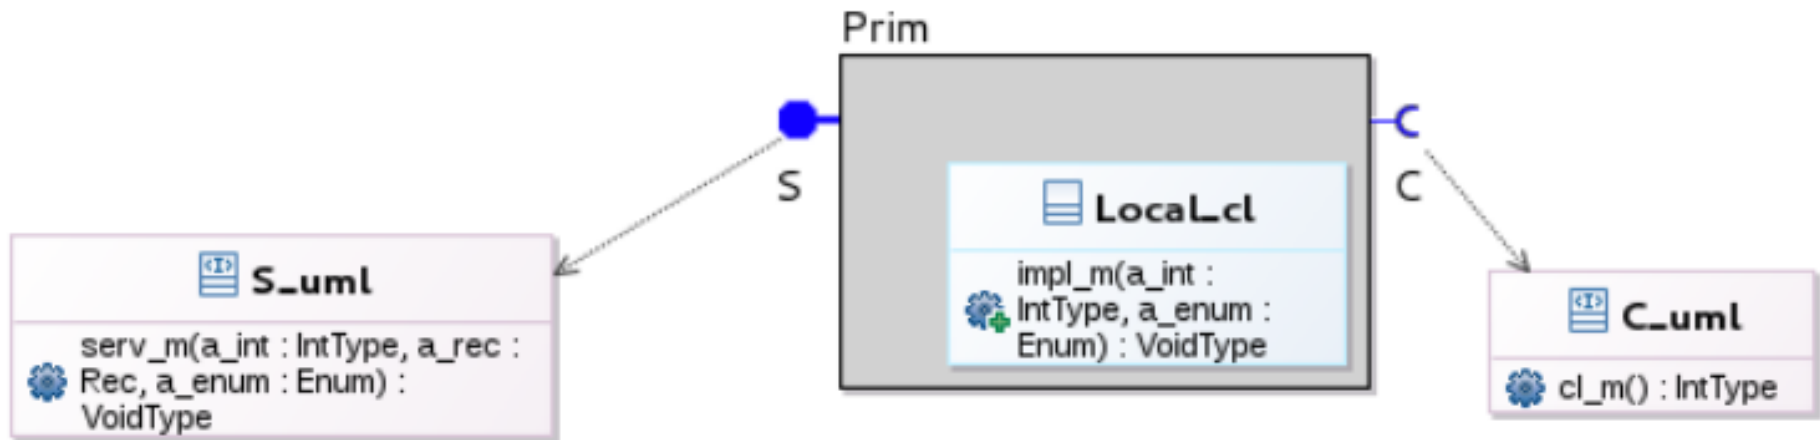 Prim
S
C
Local_cl
impl_m(a_int :
IntType, a_enum :
Enum) : VoidType
S_uml
serv_m(a_int : IntType, a_rec :
Rec, a_enum : Enum) :
VoidType
C_uml
cl_m() : IntType